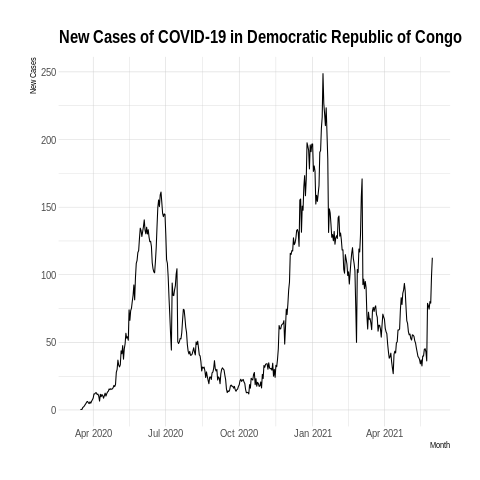 New Cases of COVID-19 in Democratic Republic of Congo
New Cases
250
200
150
100
50
0
Apr 2020 Jul 2020 Oct 2020 Jan 2021 Apr 2021
Month